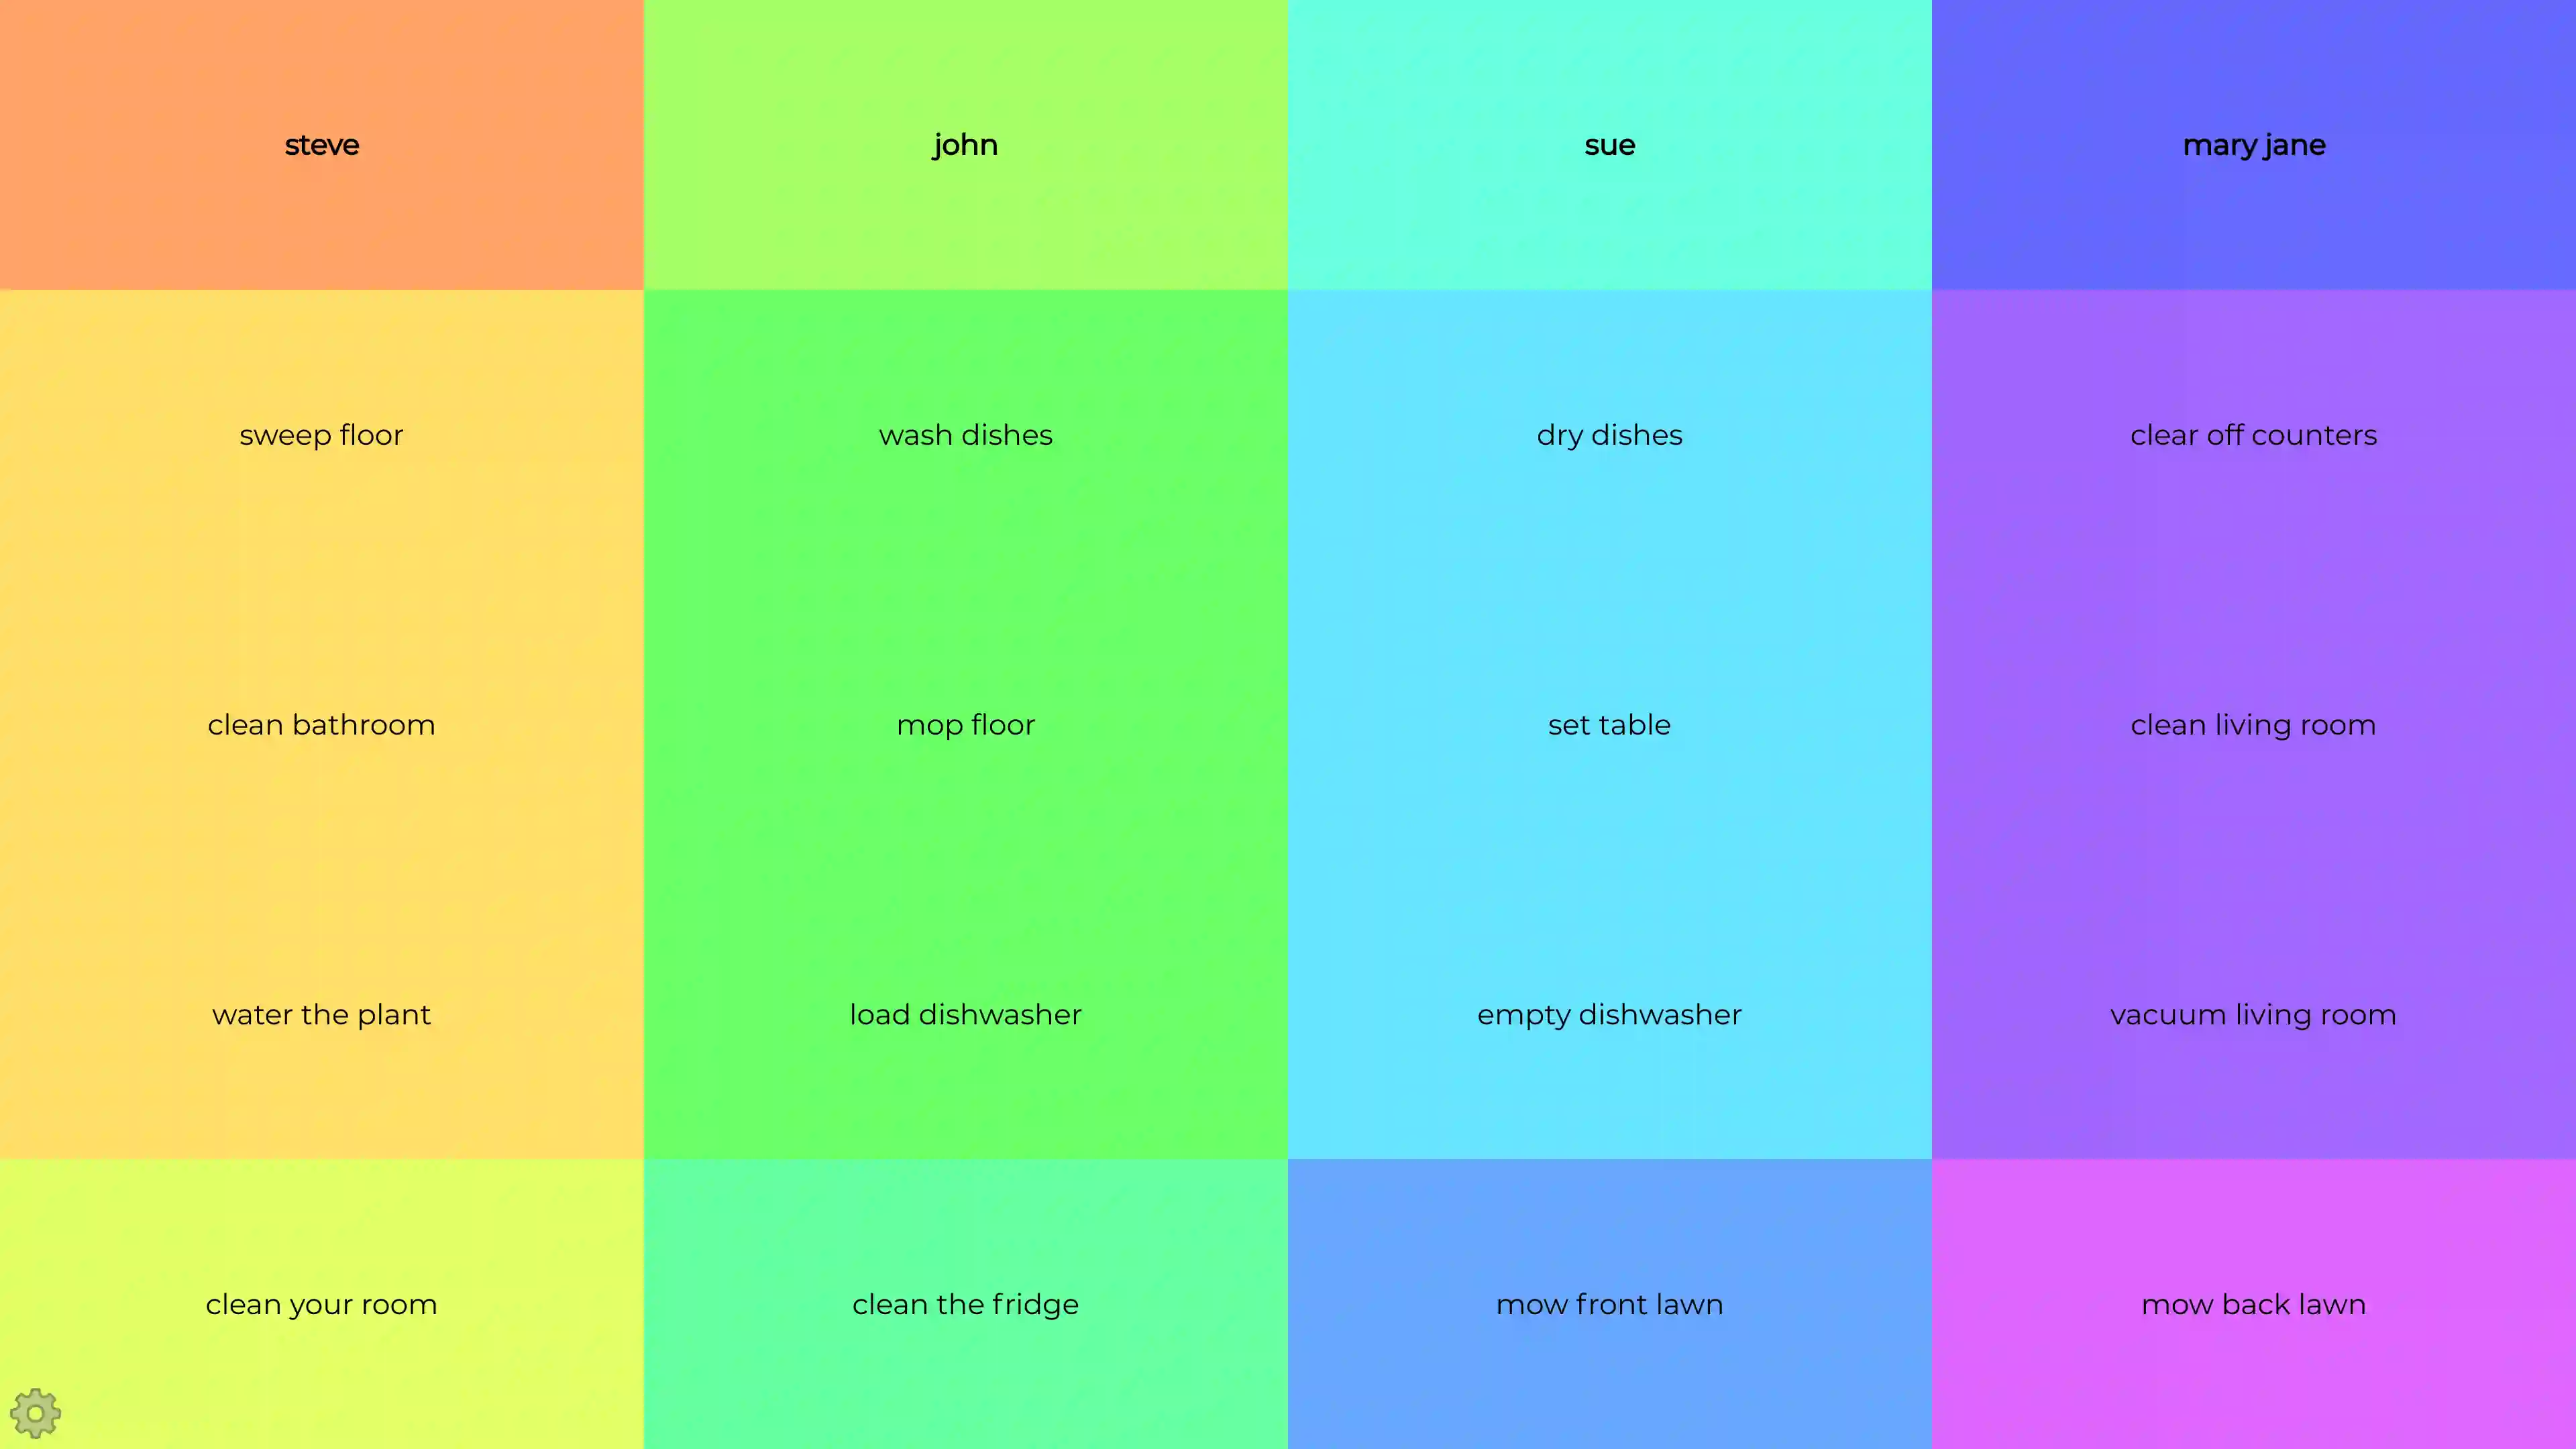 steve john sue mary jane
sweep floor wash dishes dry dishes clear off counters
clean bathroom mop floor set table clean living room
water the plant load dishwasher empty dishwasher vacuum living room
clean your room clean the fridge mow front lawn mow back lawn